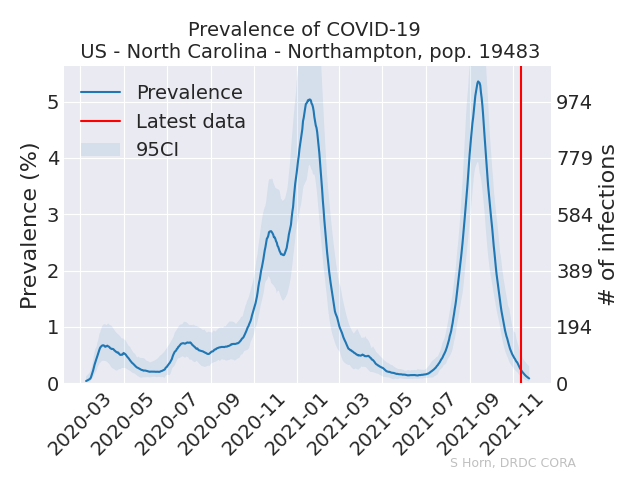 Prevalence of COVID-19
US - North Carolina - Northampton, pop. 19483
Prevalence
Latest data
95CI
Prevalence (%)
5
4
3
2
1
0
974
779
584
389
194
0
# of infections
2020-03
2020-05
2020-07
2020-09
2020-11
2021-01
2021-03
2021-05
2021-07
2021-09
2021-11
S Horn, DRDC CORA